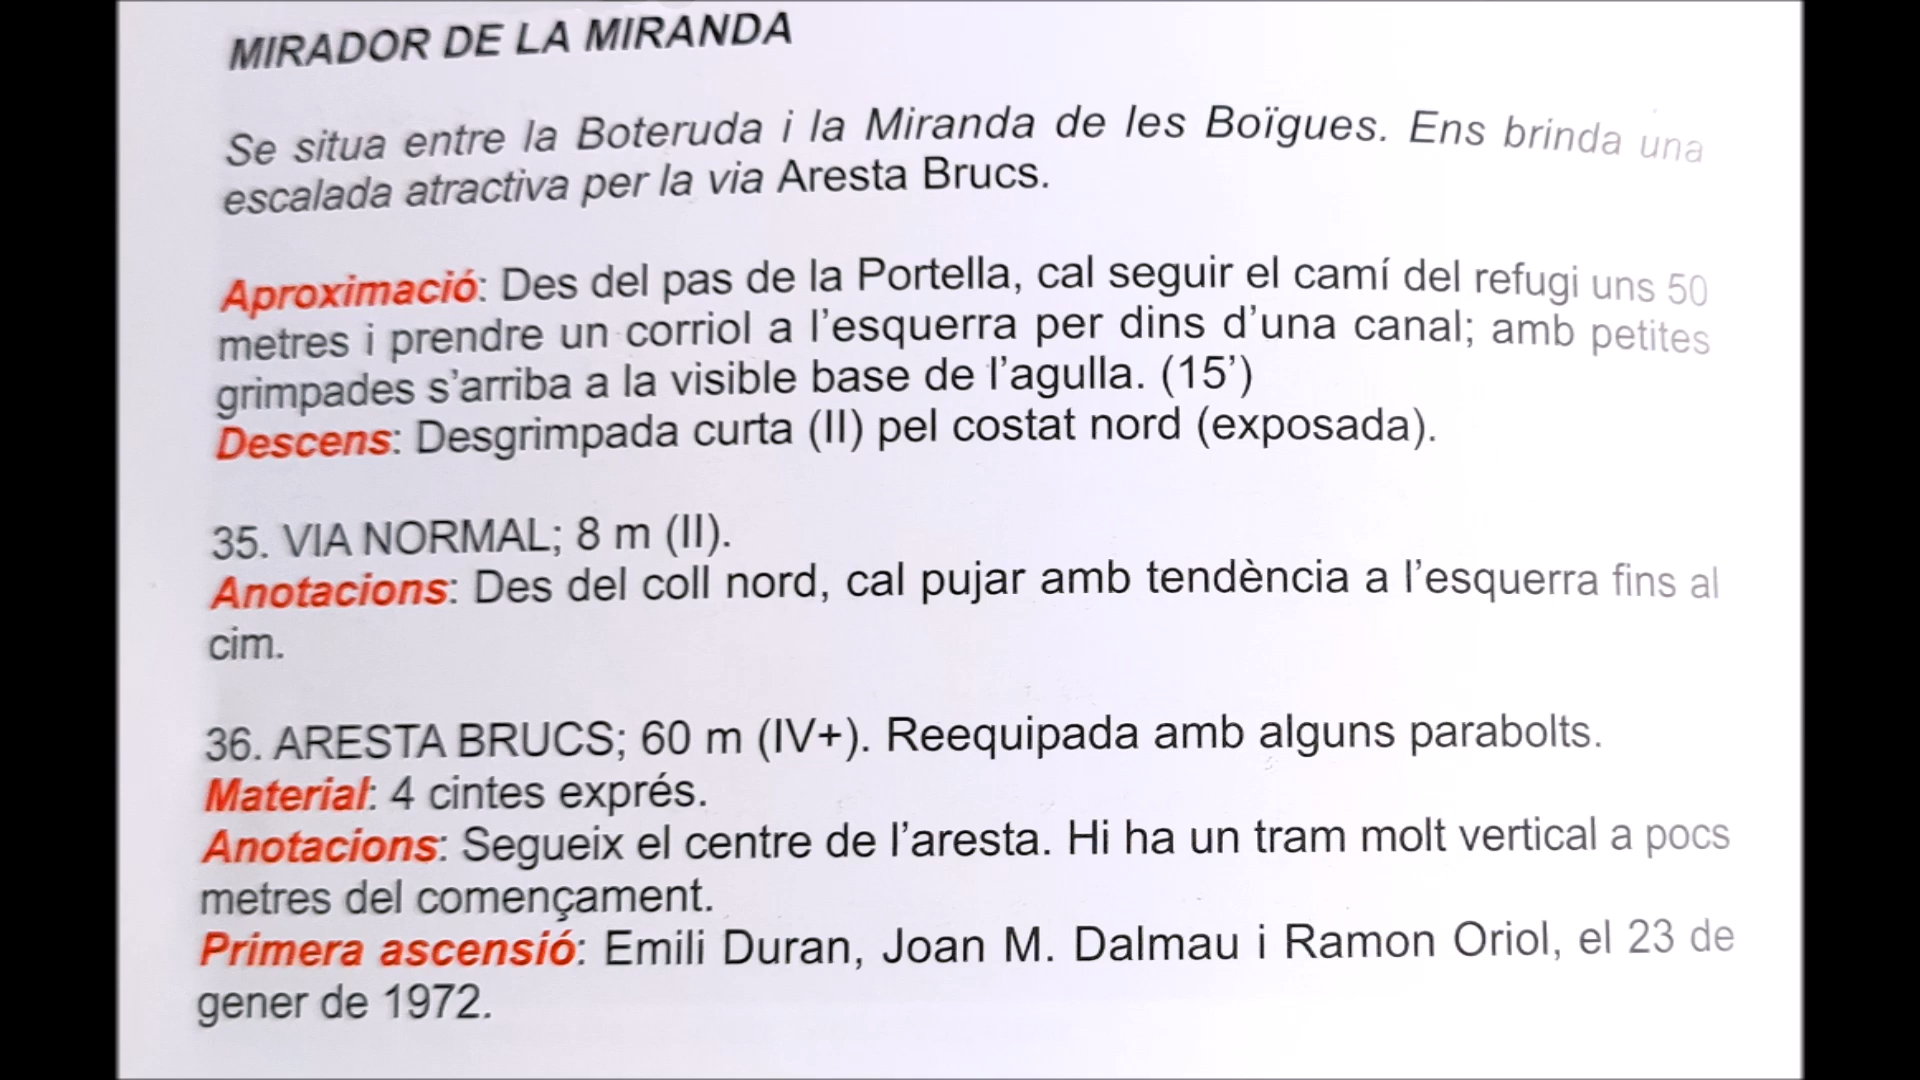 MIRADOR DE LA MIRANDA
Se situa entre la Boteruda i la Miranda de les Boïgues. Ens brinda una
escalada atractiva per la via Aresta Brucs.
Aproximació: Des del pas de la Portella, cal seguir el camí del refugi uns 50
metres i prendre un corriol a l’esquerra per dins d’una canal; amb petites
grimpades s’arriba a la visible base de l’agulla. (15’)
Descens: Desgrimpada curta (II) pel costat nord (exposada).
35. VIA NORMAL; 8 m (II).
Anotacions: Des del coll nord, cal pujar amb tendència a l’esquerra fins al
cim.
36. ARESTA BRUCS; 60 m (IV+). Reequipada amb alguns parabolts.
Material: 4 cintes exprés.
Anotacions: Segueix el centre de l’aresta. Hi ha un tram molt vertical a pocs
metres del començament.
Primera ascensió: Emili Duran, Joan M. Dalmau i Ramon Oriol, el 23 de
gener de 1972.